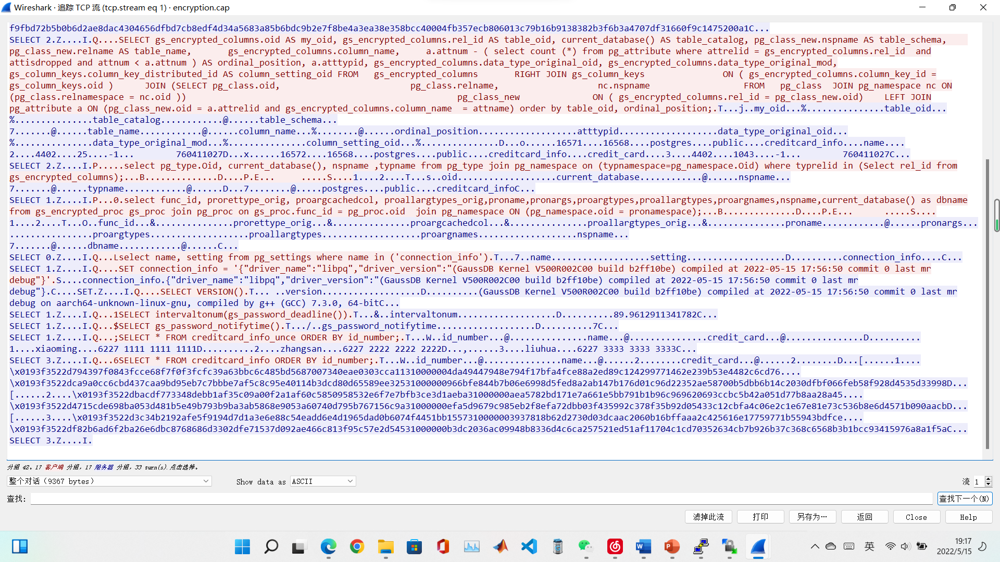 Wireshark · 追踪 TCP 流 (tcp.stream eq 1) · encryption.cap
f9fbd72b5b0b6d2ae8dac4304656dfbd7cb8edf4d34a5683a85b6bdc9b2e7f8be4a3ea38e358bcc40004fb357ecb806013c79b16b9138382b3f6b3a4707df31660f9c1475200a1C...
SELECT 2.Z....I.Q....SELECT gs_encrypted_columns.oid AS my_oid, gs_encrypted_columns.rel_id AS table_oid, current_database() AS table_catalog, pg_class_new.nspname AS table_schema,
pg_class_new.relname AS table_name,       gs_encrypted_columns.column_name,     a.attnum - ( select count (*) from pg_attribute where attrelid = gs_encrypted_columns.rel_id  and
attisdropped and attnum < a.attnum ) AS ordinal_position, a.atttypid, gs_encrypted_columns.data_type_original_oid, gs_encrypted_columns.data_type_original_mod,
gs_column_keys.column_key_distributed_id AS column_setting_oid FROM   gs_encrypted_columns       RIGHT JOIN gs_column_keys               ON ( gs_encrypted_columns.column_key_id =
gs_column_keys.oid )      JOIN (SELECT pg_class.oid,                         pg_class.relname,                   nc.nspname                  FROM   pg_class  JOIN pg_namespace nc ON
(pg_class.relnamespace = nc.oid ))                                                    pg_class_new              ON ( gs_encrypted_columns.rel_id = pg_class_new.oid)    LEFT JOIN
pg_attribute a ON (pg_class_new.oid = a.attrelid and gs_encrypted_columns.column_name  = attname) order by table_oid, ordinal_position;.T...j..my_oid...%...............table_oid...
%...............table_catalog............@......table_schema...
7.......@......table_name............@......column_name...%........@......ordinal_position...................atttypid...................data_type_original_oid...
%...............data_type_original_mod...%...............column_setting_oid...%...............D...o......16571....16568....postgres....public....creditcard_info....name....
2....4402....25....-1...        760411027D...x......16572....16568....postgres....public....creditcard_info....credit_card....3....4402....1043....-1...       760411027C...
SELECT 2.Z....I.P.....select pg_type.Oid, current_database(), nspname ,typname from pg_type join pg_namespace on (typnamespace=pg_namespace.Oid) where typrelid in (Select rel_id from
gs_encrypted_columns);...B.............D....P.E...      .....S....1....2....T...s..oid...................current_database............@......nspname...
7.......@......typname............@......D...7........@.....postgres....public....creditcard_infoC...
SELECT 1.Z....I.P...0.select func_id, prorettype_orig, proargcachedcol, proallargtypes_orig,proname,pronargs,proargtypes,proallargtypes,proargnames,nspname,current_database() as dbname
from gs_encrypted_proc gs_proc join pg_proc on gs_proc.func_id = pg_proc.oid  join pg_namespace ON (pg_namespace.oid = pronamespace);...B.............D....P.E...       .....S....
1....2....T...O..func_id...&...............prorettype_orig...&...............proargcachedcol...&...............proallargtypes_orig...&...............proname............@......pronargs...
................proargtypes...................proallargtypes...................proargnames...................nspname...
7.......@......dbname............@......C...
SELECT 0.Z....I.Q...Lselect name, setting from pg_settings where name in ('connection_info').T...7..name...................setting...................D..........connection_info....C...
SELECT 1.Z....I.Q....SET connection_info = '{"driver_name":"libpq","driver_version":"(GaussDB Kernel V500R002C00 build b2ff10be) compiled at 2022-05-15 17:56:50 commit 0 last mr
debug"}'.S....connection_info.{"driver_name":"libpq","driver_version":"(GaussDB Kernel V500R002C00 build b2ff10be) compiled at 2022-05-15 17:56:50 commit 0 last mr
debug"}.C....SET.Z....I.Q....SELECT VERSION().T... ..version...................D..........(GaussDB Kernel V500R002C00 build b2ff10be) compiled at 2022-05-15 17:56:50 commit 0 last mr
debug on aarch64-unknown-linux-gnu, compiled by g++ (GCC) 7.3.0, 64-bitC...
SELECT 1.Z....I.Q...1SELECT intervaltonum(gs_password_deadline()).T...&..intervaltonum...................D..........89.9612911341782C...
SELECT 1.Z....I.Q...$SELECT gs_password_notifytime().T.../..gs_password_notifytime...................D..........7C...
SELECT 1.Z....I.Q...;SELECT * FROM creditcard_info_unce ORDER BY id_number;.T...W..id_number...@...............name...@...............credit_card...@...............D..........
1....xiaoming....6227 1111 1111 1111D..........2....zhangsan....6227 2222 2222 2222D...,......3....liuhua....6227 3333 3333 3333C...
SELECT 3.Z....I.Q...6SELECT * FROM creditcard_info ORDER BY id_number;.T...W..id_number...@...............name...@......2........credit_card...@......2........D...[......1....
\x0193f3522d794397f0843fcce68f7f0f3fcfc39a63bbc6c485bd5687007340eae0303cca11310000004da49447948e794f17bfa4fce88a2ed89c124299771462e239b53e4482c6cd76....
\x0193f3522dca9a0cc6cbd437caa9bd95eb7c7bbbe7af5c8c95e40114b3dcd80d65589ee32531000000966bfe844b7b06e6998d5fed8a2ab147b176d01c96d22352ae58700b5dbb6b14c2030dfbf066feb58f928d4535d33998D...
[......2....\x0193f3522dbacdf773348debb1af35c09a00f2a1af60c5850958532e6f7e7bfb3ce3d1aeba31000000aea5782bd171e7a661e5bb791b1b96c969620693ccbc5b42a051d77b8aa28a45....
\x0193f3522d4715cde698ba053d481b5e49b793b9ba3ab5868e9053a60740d795b767156c9a31000000efa5d9679c985eb2f8efa72dbb03f435992c378f35b92d05433c12cbfa4c06e2c1e67e81e73c536b8e6d4571b090aacbD...
[......3....\x0193f3522d3c34b2192afe5f9194d7d1a3e6e88c54eadd6e4d1965dad0b6074f4451bb1557310000003937818b62d2730d03dcaac2060b16bffaaa2c425616e17759771b55943bdfce....
\x0193f3522df82b6ad6f2ba26e6dbc8768686d3302dfe71537d092ae466c813f95c57e2d54531000000b3dc2036ac09948b8336d4c6ca257521ed51af11704c1cd70352634cb7b926b37c368c6568b3b1bcc93415976a8a1f5aC...
SELECT 3.Z....I.
分组 42。17 客户端 分组，17 服务器 分组，33 turn(s).点击选择。
整个对话（9367 bytes）
Show data as ASCII
流 1
查找:
查找下一个(N)
滤掉此流
打印
另存为…
返回
Close
Help
英
19:17
2022/5/15